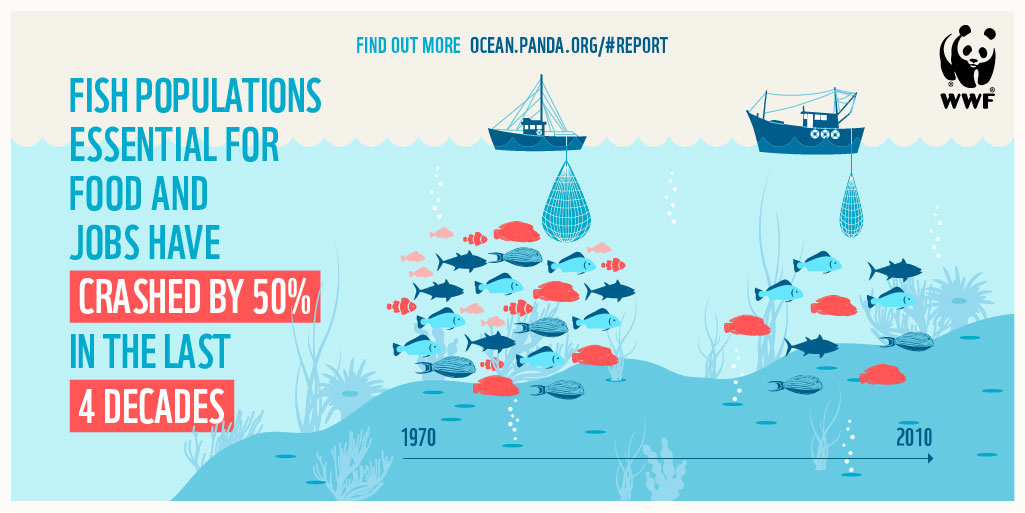 FIND OUT MORE OCEAN.PANDA.ORG/#REPORT
WWF
FISH POPULATIONS
ESSENTIAL FOR
FOOD AND
JOBS HAVE
CRASHED BY 50%
IN THE LAST
4 DECADES
1970 2010